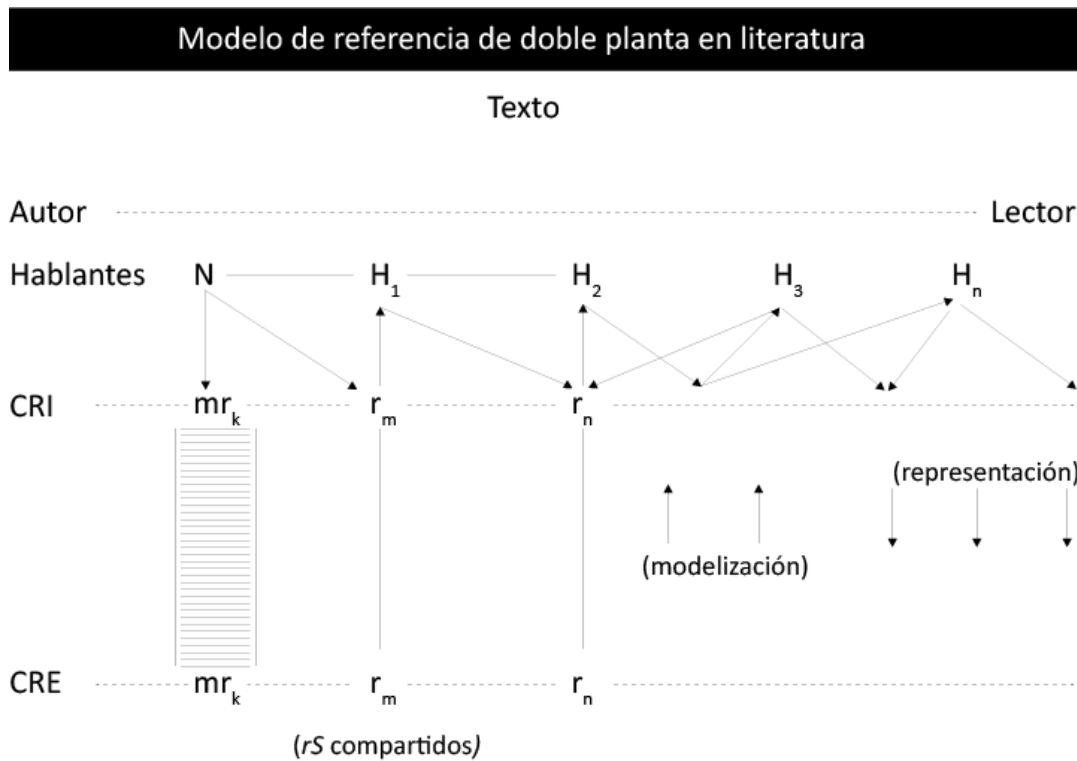 Modelo de referencia de doble planta en literatura
Texto
Autor Lector
Hablantes N H1 H2 H3 Hn
CRI mrk rm rn
(representación)
(modelización)
CRE mrk rm rn
(rS compartidos)